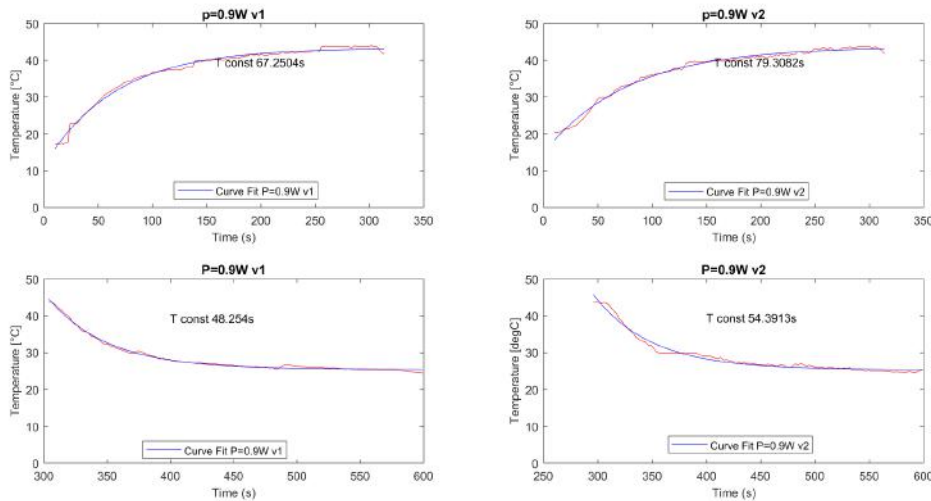 p=0.9W v1
50
40
30
20
10
0
Temperature [°C]
T const 67.2504s
Curve Fit P=0.9W v1
0 50 100 150 200 250 300 350
Time (s)
p=0.9W v2
50
40
30
20
10
0
Temperature [°C]
T const 79.3082s
Curve Fit P=0.9W v2
0 50 100 150 200 250 300 350
Time (s)
P=0.9W v1
50
40
30
20
10
0
Temperature [°C]
T const 48.254s
Curve Fit P=0.9W v1
300 350 400 450 500 550 600
Time (s)
P=0.9W v2
50
40
30
20
10
0
Temperature [degC]
T const 54.3913s
Curve Fit P=0.9W v2
250 300 350 400 450 500 550 600
Time (s)